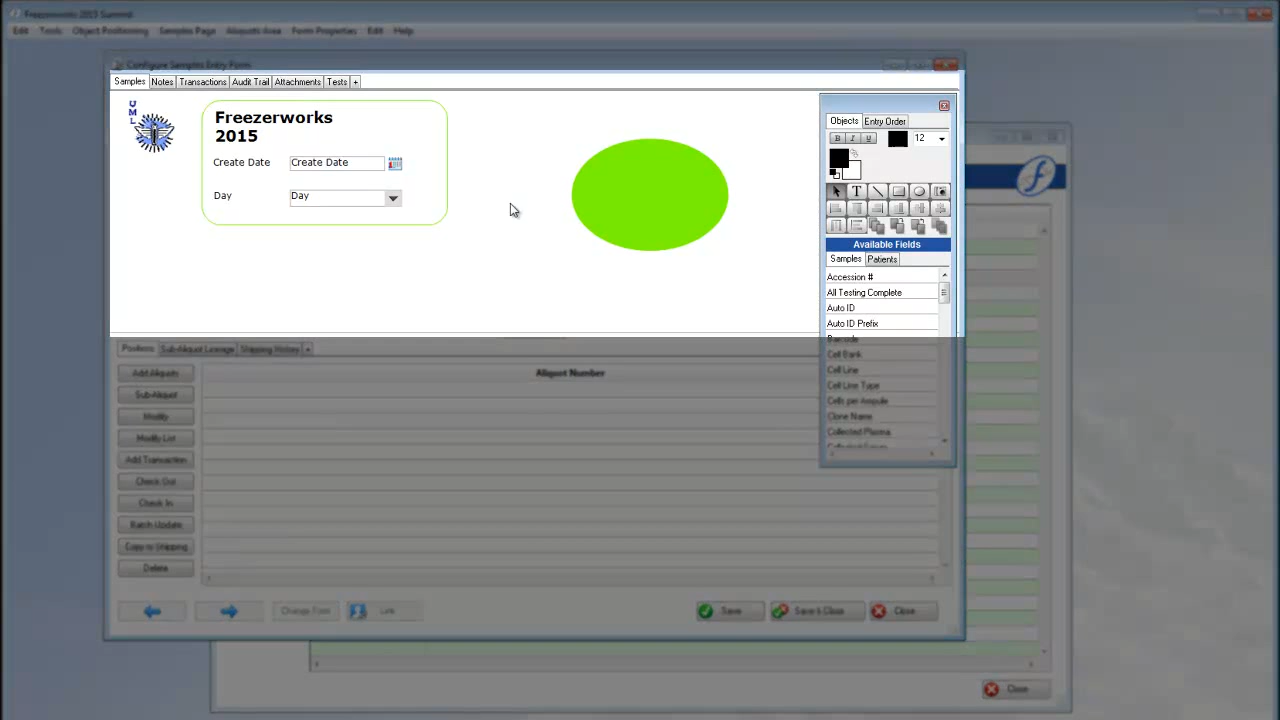 Freezerworks 2015 Summit
Edit Tools Object Positioning Samples Page Aliquots Area Form Properties Edit Help
Configure Samples Entry Form
Samples Notes Transactions Audit Trail Attachments Tests +
UML
Freezerworks
2015
Create Date Create Date
Day Day
Objects Entry Order
B I U 12
T
Available Fields
Samples Patients
Accession #
All Testing Complete
Auto ID
Auto ID Prefix
Barcode
Cell Bank
Cell Line
Cell Line Type
Cells per Ampule
Clone Name
Collected Plasma
Collected Serum
Positions Sub-Aliquot Lineage Shipping History +
Aliquot Number
Add Aliquots
Sub-Aliquot
Modify
Modify List
Add Transaction
Check Out
Check In
Batch Update
Copy to Shipping
Delete
Change Form Link Save Save & Close Close
Close